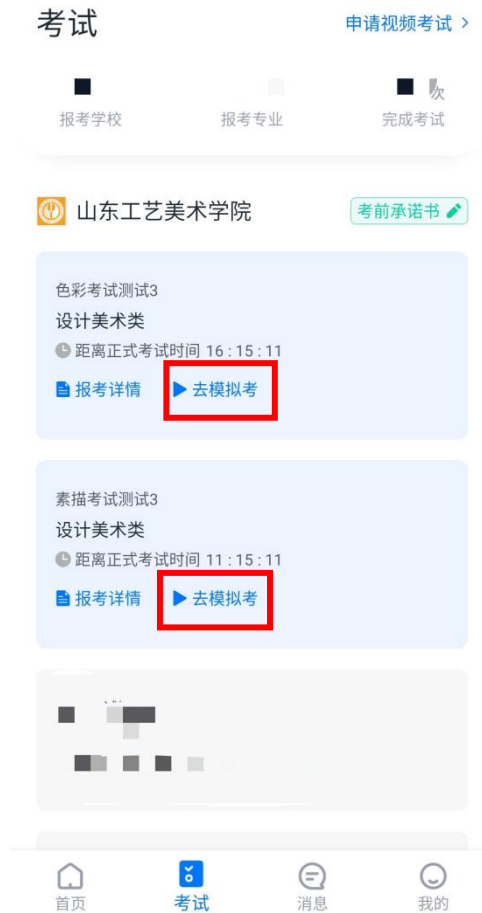 考试 申请视频考试 >
次
报考学校 报考专业 完成考试
山东工艺美术学院 考前承诺书
色彩考试测试3
设计美术类
距离正式考试时间 16 : 15 : 11
报考详情 去模拟考
素描考试测试3
设计美术类
距离正式考试时间 11 : 15 : 11
报考详情 去模拟考
首页 考试 消息 我的